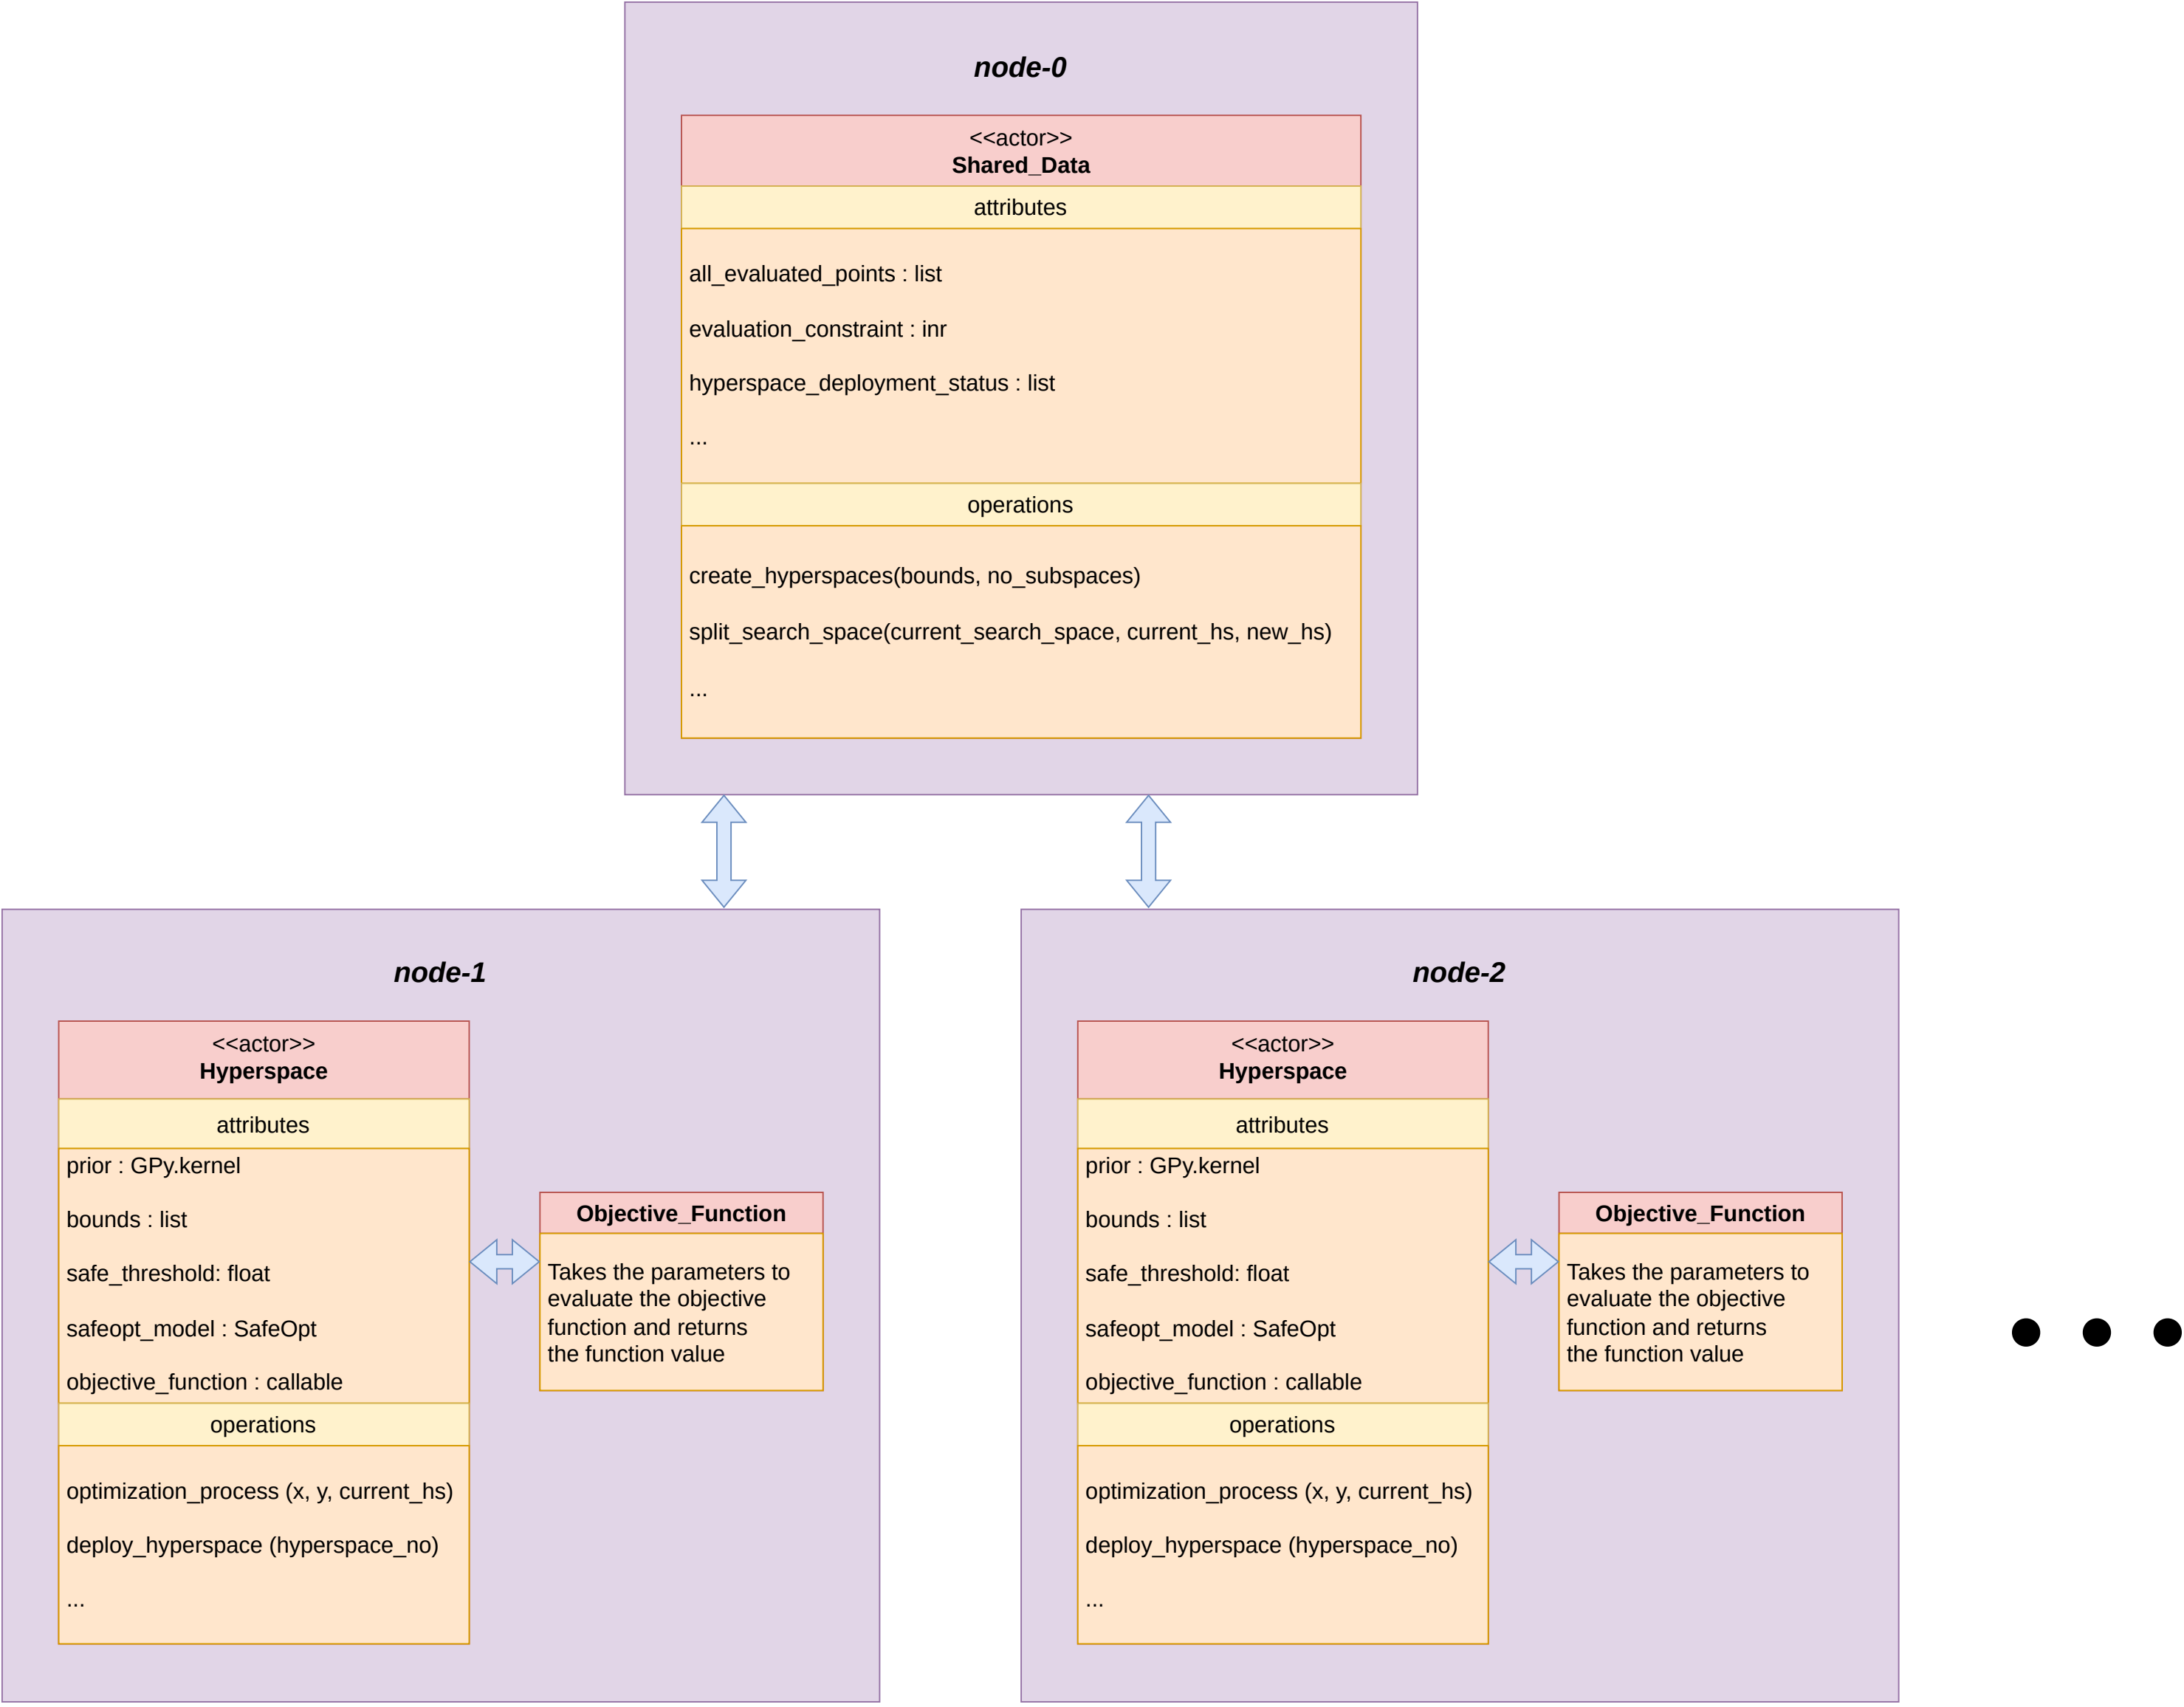 node-0
<<actor>>
Shared_Data
attributes
all_evaluated_points : list
evaluation_constraint : inr
hyperspace_deployment_status : list
...
operations
create_hyperspaces(bounds, no_subspaces)
split_search_space(current_search_space, current_hs, new_hs)
...
node-1
<<actor>>
Hyperspace
attributes
prior : GPy.kernel
bounds : list
safe_threshold: float
safeopt_model : SafeOpt
objective_function : callable
operations
optimization_process (x, y, current_hs)
deploy_hyperspace (hyperspace_no)
...
Objective_Function
Takes the parameters to
evaluate the objective
function and returns
the function value
node-2
<<actor>>
Hyperspace
attributes
prior : GPy.kernel
bounds : list
safe_threshold: float
safeopt_model : SafeOpt
objective_function : callable
operations
optimization_process (x, y, current_hs)
deploy_hyperspace (hyperspace_no)
...
Objective_Function
Takes the parameters to
evaluate the objective
function and returns
the function value